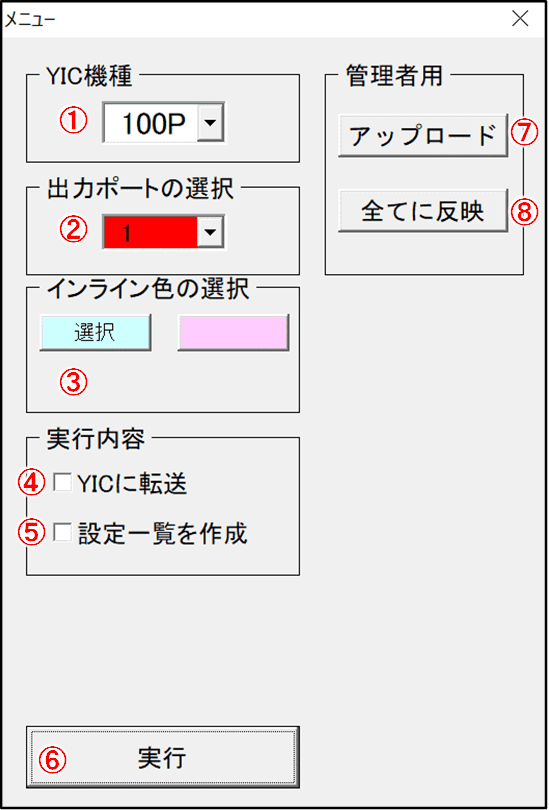 メニュー
YIC機種
① 100P
出力ポートの選択
② 1
インライン色の選択
選択
③
実行内容
④ YICに転送
⑤ 設定一覧を作成
⑥ 実行
管理者用
アップロード ⑦
全てに反映 ⑧